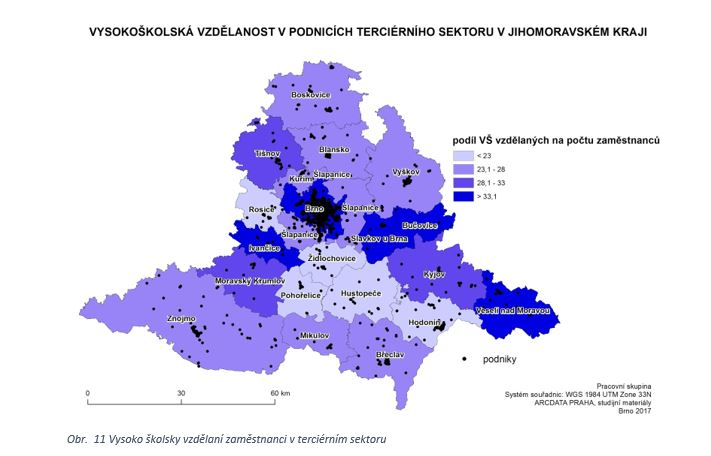 VYSOKOŠKOLSKÁ VZDĚLANOST V PODNICÍCH TERCIÉRNÍHO SEKTORU V JIHOMORAVSKÉM KRAJI
Boskovice
podíl VŠ vzdělaných na počtu zaměstnanců
< 23
23,1 - 28
28,1 - 33
> 33,1
Blansko
Tišnov
Vyškov
Kuřim
Šlapanice
Rosice
Brno
Šlapanice
Bučovice
Šlapanice
Slavkov u Brna
Ivančice
Židlochovice
Kyjov
Moravský Krumlov
Pohořelice
Hustopeče
Veselí nad Moravou
Znojmo
Hodonín
Mikulov
Břeclav
podniky
0 30 60 km
Pracovní skupina
Systém souřadnic: WGS 1984 UTM Zone 33N
ARCDATA PRAHA, studijní materiály
Brno 2017
Obr. 11 Vysoko školsky vzdělaní zaměstnanci v terciérním sektoru